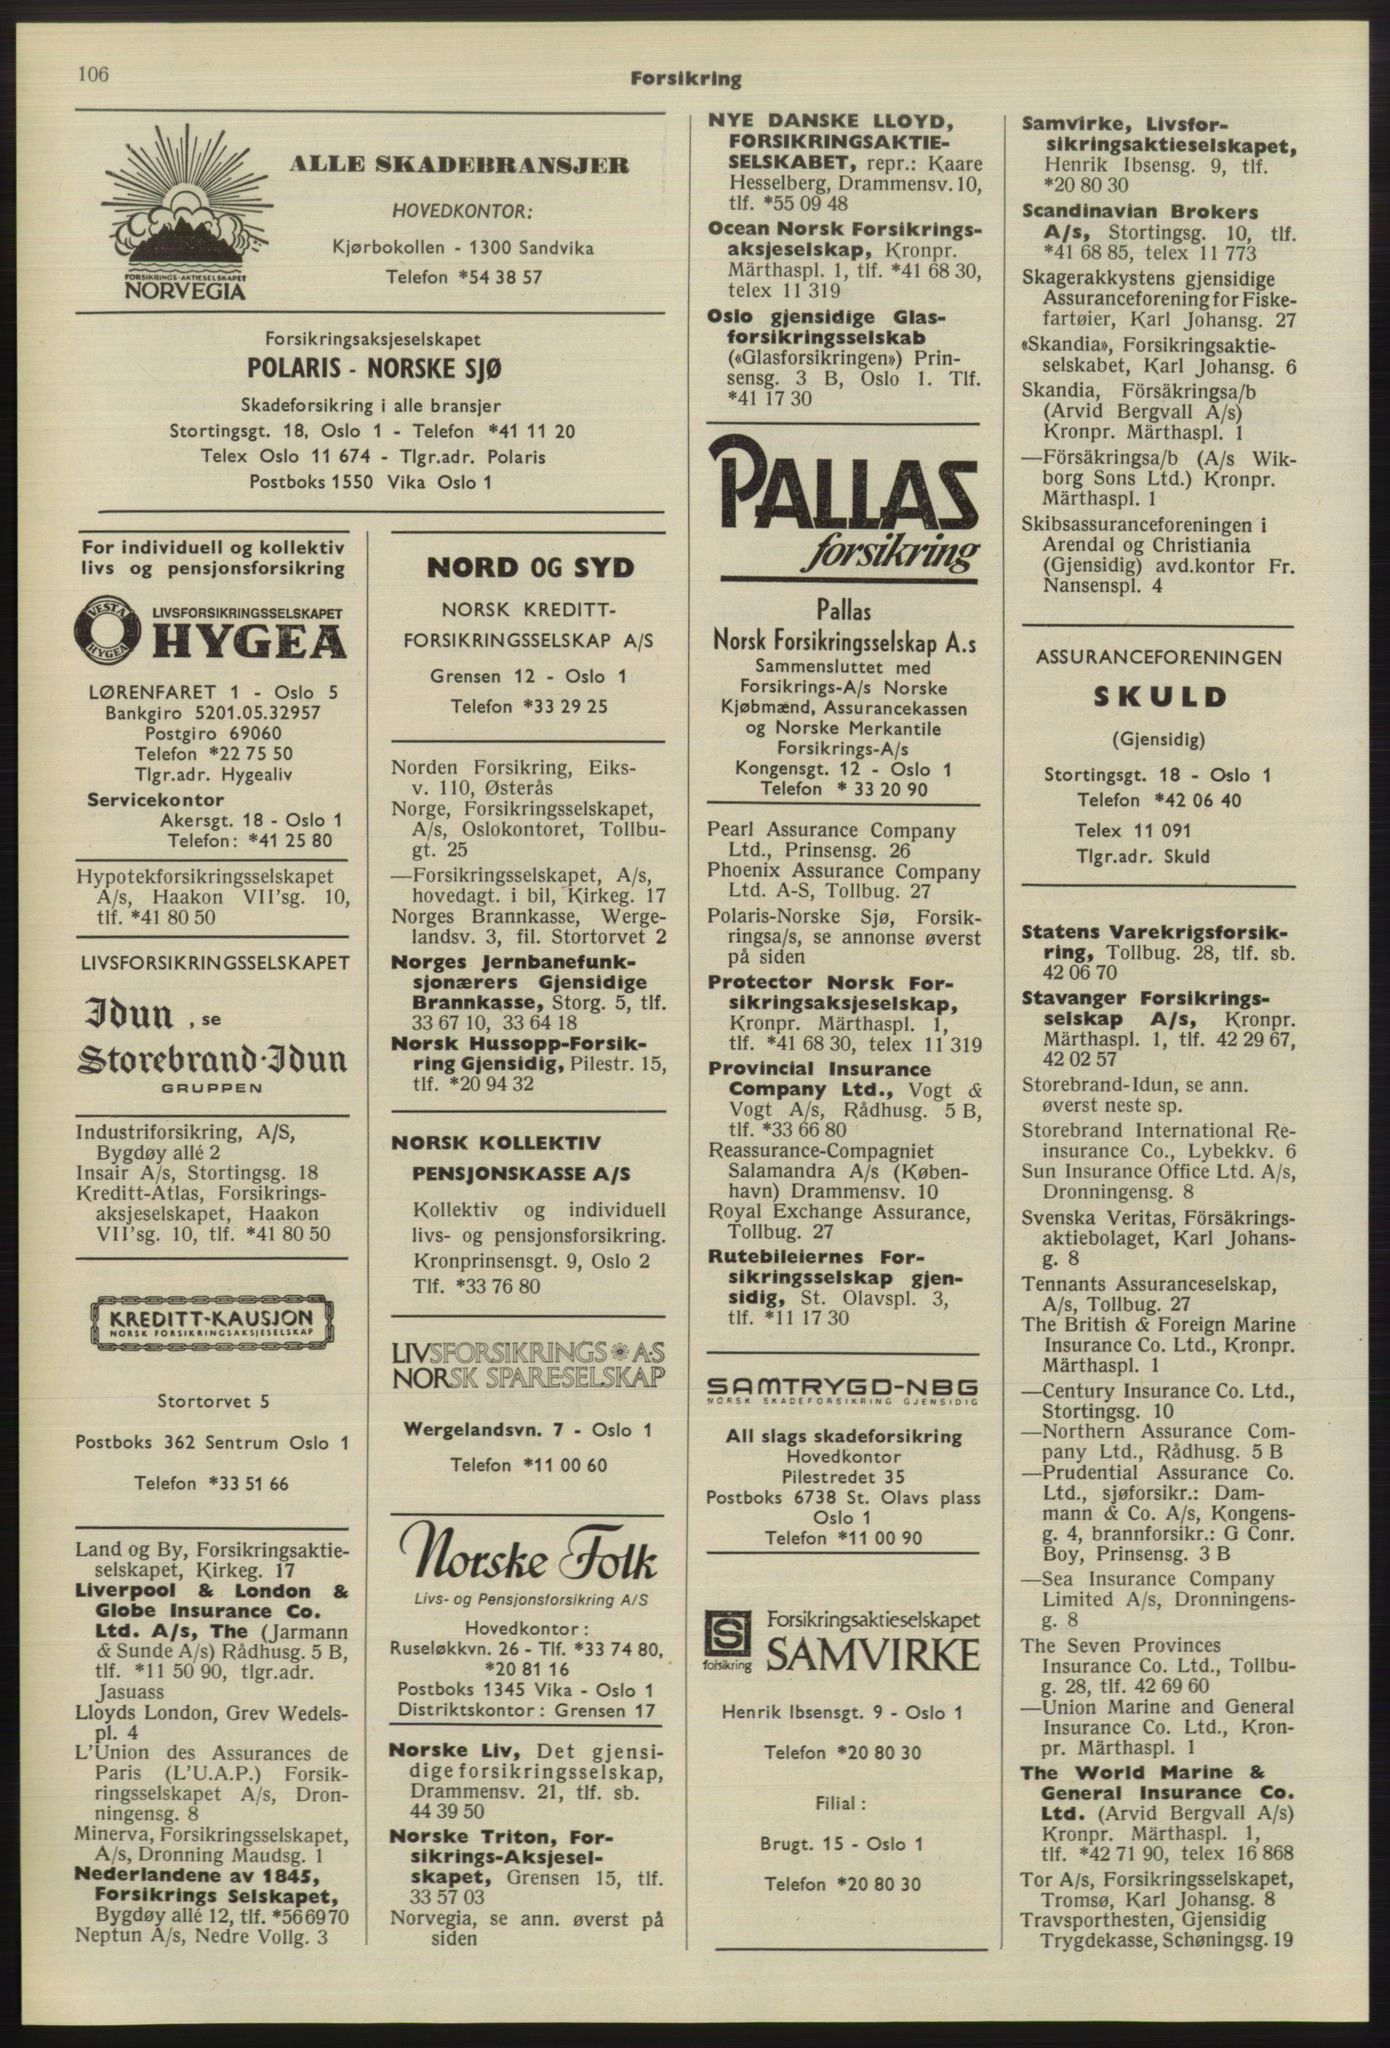 106
Forsikring
FORSIKRINGS-AKTIESELSKAPET
NORVEGIA
ALLE SKADEBRANSJER
HOVEDKONTOR:
Kjørbokollen - 1300 Sandvika
Telefon *54 38 57
Forsikringsaksjeselskapet
POLARIS - NORSKE SJØ
Skadeforsikring i alle bransjer
Stortingsgt. 18, Oslo 1 - Telefon *41 11 20
Telex Oslo 11 674 - Tlgr.adr. Polaris
Postboks 1550 Vika Oslo 1
For individuell og kollektiv
livs og pensjonsforsikring
VESTA
HYGEA
LIVSFORSIKRINGSSELSKAPET
HYGEA
LØRENFARET 1 - Oslo 5
Bankgiro 5201.05.32957
Postgiro 69060
Telefon *22 75 50
Tlgr.adr. Hygealiv
Servicekontor
Akersgt. 18 - Oslo 1
Telefon: *41 25 80
Hypotekforsikringsselskapet
A/s, Haakon VII'sg. 10,
tlf. *41 80 50
LIVSFORSIKRINGSSELSKAPET
Idun , se
Storebrand·Idun
GRUPPEN
Industriforsikring, A/S,
Bygdøy allé 2
Insair A/s, Stortingsg. 18
Kreditt-Atlas, Forsikrings-
aksjeselskapet, Haakon
VII'sg. 10, tlf. *41 80 50
KREDITT-KAUSJON
NORSK FORSIKRINGSAKSJESELSKAP
Stortorvet 5
Postboks 362 Sentrum Oslo 1
Telefon *33 51 66
Land og By, Forsikringsaktie-
selskapet, Kirkeg. 17
Liverpool & London &
Globe Insurance Co.
Ltd. A/s, The (Jarmann
& Sunde A/s) Rådhusg. 5 B,
tlf. *11 50 90, tlgr.adr.
Jasuass
Lloyds London, Grev Wedels-
pl. 4
L'Union des Assurances de
Paris (L'U.A.P.) Forsik-
ringsselskapet A/s, Dron-
ningensg. 8
Minerva, Forsikringsselskapet,
A/s, Dronning Maudsg. 1
Nederlandene av 1845,
Forsikrings Selskapet,
Bygdøy allé 12, tlf. *566970
Neptun A/s, Nedre Vollg. 3
NORD OG SYD
NORSK KREDITT-
FORSIKRINGSSELSKAP A/S
Grensen 12 - Oslo 1
Telefon *33 29 25
Norden Forsikring, Eiks-
v. 110, Østerås
Norge, Forsikringsselskapet,
A/s, Oslokontoret, Tollbu-
gt. 25
—Forsikringsselskapet, A/s,
hovedagt. i bil, Kirkeg. 17
Norges Brannkasse, Werge-
landsv. 3, fil. Stortorvet 2
Norges Jernbanefunk-
sjonærers Gjensidige
Brannkasse, Storg. 5, tlf.
33 67 10, 33 64 18
Norsk Hussopp-Forsik-
ring Gjensidig, Pilestr. 15,
tlf. *20 94 32
NORSK KOLLEKTIV
PENSJONSKASSE A/S
Kollektiv og individuell
livs- og pensjonsforsikring.
Kronprinsensgt. 9, Oslo 2
Tlf. *33 76 80
LIVSFORSIKRINGS A·S
NORSK SPARESELSKAP
Wergelandsvn. 7 - Oslo 1
Telefon *11 00 60
Norske Folk
Livs- og Pensjonsforsikring A/S
Hovedkontor:
Ruseløkkvn. 26 - Tlf. *33 74 80,
*20 81 16
Postboks 1345 Vika - Oslo 1
Distriktskontor: Grensen 17
Norske Liv, Det gjensi-
dige forsikringsselskap,
Drammensv. 21, tlf. sb.
44 39 50
Norske Triton, For-
sikrings-Aksjesel-
skapet, Grensen 15, tlf.
33 57 03
Norvegia, se ann. øverst på
siden
NYE DANSKE LLOYD,
FORSIKRINGSAKTIE-
SELSKABET, repr.: Kaare
Hesselberg, Drammensv. 10,
tlf. *55 09 48
Ocean Norsk Forsikrings-
aksjeselskap, Kronpr.
Märthaspl. 1, tlf. *41 68 30,
telex 11 319
Oslo gjensidige Glas-
forsikringsselskab
(«Glasforsikringen») Prin-
sensg. 3 B, Oslo 1. Tlf.
*41 17 30
PALLAS
forsikring
Pallas
Norsk Forsikringsselskap A.s
Sammensluttet med
Forsikrings-A/s Norske
Kjøbmænd, Assurancekassen
og Norske Merkantile
Forsikrings-A/s
Kongensgt. 12 - Oslo 1
Telefon * 33 20 90
Pearl Assurance Company
Ltd., Prinsensg. 26
Phoenix Assurance Company
Ltd. A-S, Tollbug. 27
Polaris-Norske Sjø, Forsik-
ringsa/s, se annonse øverst
på siden
Protector Norsk For-
sikringsaksjeselskap,
Kronpr. Märthaspl. 1,
tlf. *41 68 30, telex 11 319
Provincial Insurance
Company Ltd., Vogt &
Vogt A/s, Rådhusg. 5 B,
tlf. *33 66 80
Reassurance-Compagniet
Salamandra A/s (Køben-
havn) Drammensv. 10
Royal Exchange Assurance,
Tollbug. 27
Rutebileiernes For-
sikringsselskap gjen-
sidig, St. Olavspl. 3,
tlf. *11 17 30
SAMTRYGD-NBG
NORSK SKADEFORSIKRING GJENSIDIG
All slags skadeforsikring
Hovedkontor
Pilestredet 35
Postboks 6738 St. Olavs plass
Oslo 1
Telefon *11 00 90
S
forsikring
Forsikringsaktieselskapet
SAMVIRKE
Henrik Ibsensgt. 9 - Oslo 1
Telefon *20 80 30
Filial:
Brugt. 15 - Oslo 1
Telefon *20 80 30
Samvirke, Livsfor-
sikringsaktieselskapet,
Henrik Ibsensg. 9, tlf.
*20 80 30
Scandinavian Brokers
A/s, Stortingsg. 10, tlf.
*41 68 85, telex 11 773
Skagerakkystens gjensidige
Assuranceforening for Fiske-
fartøier, Karl Johansg. 27
«Skandia», Forsikringsaktie-
selskabet, Karl Johansg. 6
Skandia, Försäkringsa/b
(Arvid Bergvall A/s)
Kronpr. Märthaspl. 1
—Försäkringsa/b (A/s Wik-
borg Sons Ltd.) Kronpr.
Märthaspl. 1
Skibsassuranceforeningen i
Arendal og Christiania
(Gjensidig) avd.kontor Fr.
Nansenspl. 4
ASSURANCEFORENINGEN
SKULD
(Gjensidig)
Stortingsgt. 18 - Oslo 1
Telefon *42 06 40
Telex 11 091
Tlgr.adr. Skuld
Statens Varekrigsforsik-
ring, Tollbug. 28, tlf. sb.
42 06 70
Stavanger Forsikrings-
selskap A/s, Kronpr.
Märthaspl. 1, tlf. 42 29 67,
42 02 57
Storebrand-Idun, se ann.
øverst neste sp.
Storebrand International Re-
insurance Co., Lybekkv. 6
Sun Insurance Office Ltd. A/s,
Dronningensg. 8
Svenska Veritas, Försäkrings-
aktiebolaget, Karl Johans-
g. 8
Tennants Assuranceselskap,
A/s, Tollbug. 27
The British & Foreign Marine
Insurance Co. Ltd., Kronpr.
Märthaspl. 1
—Century Insurance Co. Ltd.,
Stortingsg. 10
—Northern Assurance Com-
pany Ltd., Rådhusg. 5 B
—Prudential Assurance Co.
Ltd., sjøforsikr.: Dam-
mann & Co. A/s, Kongens-
g. 4, brannforsikr.: G Conr.
Boy, Prinsensg. 3 B
—Sea Insurance Company
Limited A/s, Dronningens-
g. 8
The Seven Provinces
Insurance Co. Ltd., Tollbu-
g. 28, tlf. 42 69 60
—Union Marine and General
Insurance Co. Ltd., Kron-
pr. Märthaspl. 1
The World Marine &
General Insurance Co.
Ltd. (Arvid Bergvall A/s)
Kronpr. Märthaspl. 1,
tlf. *42 71 90, telex 16 868
Tor A/s, Forsikringsselskapet,
Tromsø, Karl Johansg. 8
Travsporthesten, Gjensidig
Trygdekasse, Schøningsg. 19